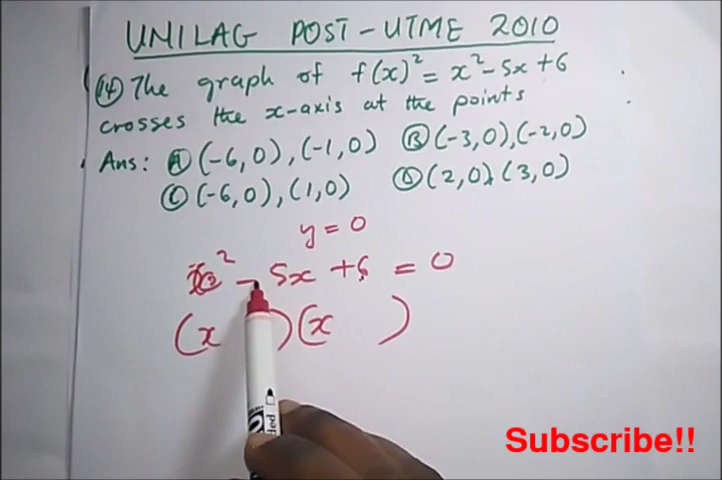 UNILAG POST-UTME 2010
(14) The graph of f(x)² = x² - 5x + 6
crosses the x-axis at the points
Ans: (A) (-6, 0), (-1, 0) (B) (-3, 0), (-2, 0)
(C) (-6, 0), (1, 0) (D) (2, 0), (3, 0)
y = 0
x² - 5x + 6 = 0
(x )(x )
Subscribe!!